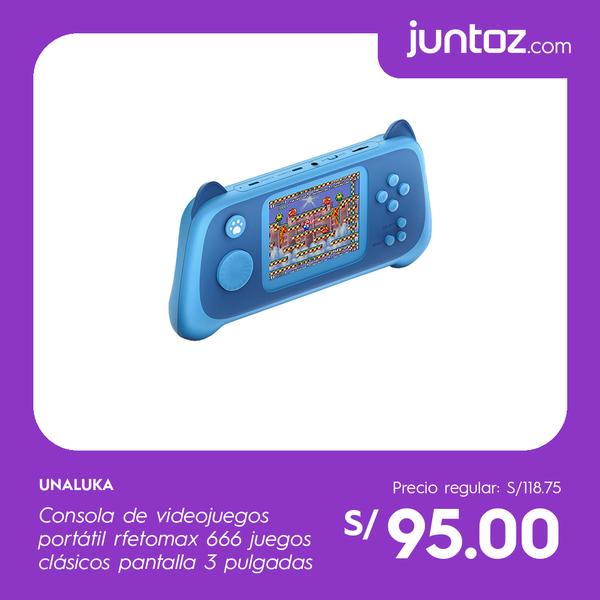 juntoz.com
UNALUKA
Consola de videojuegos
portátil rfetomax 666 juegos
clásicos pantalla 3 pulgadas
Precio regular: S/118.75
S/ 95.00